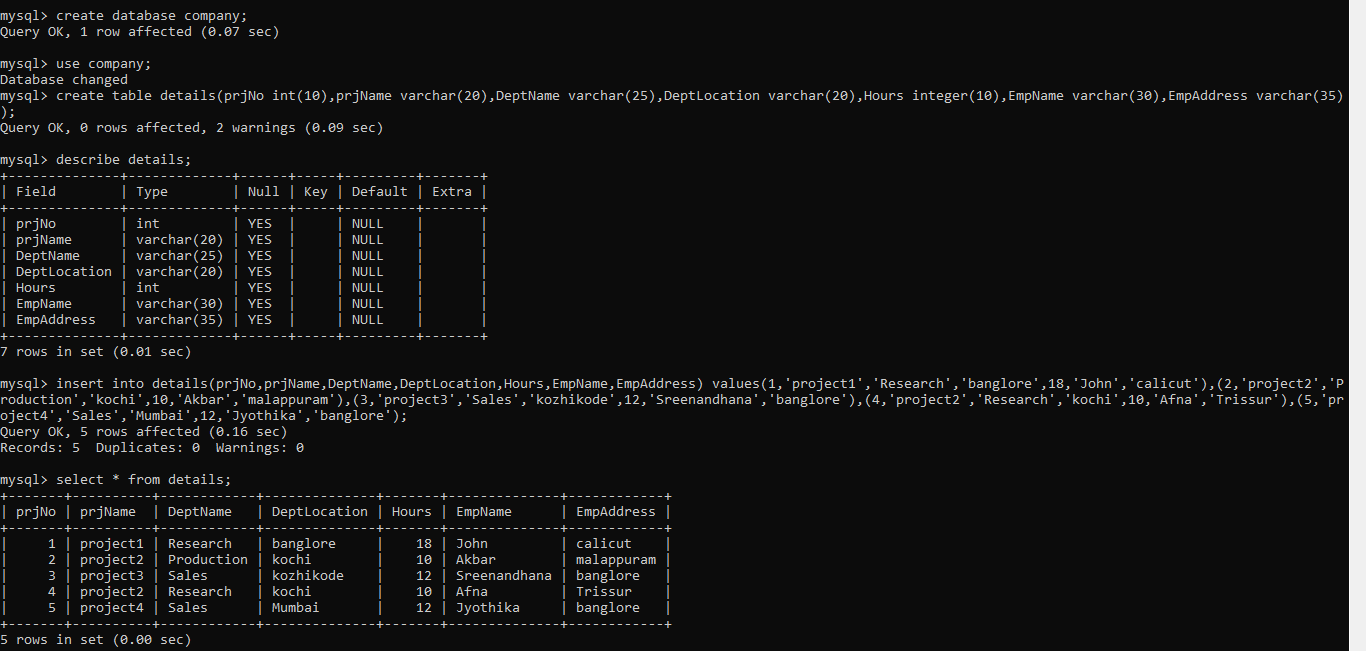 mysql> create database company;
Query OK, 1 row affected (0.07 sec)
mysql> use company;
Database changed
mysql> create table details(prjNo int(10),prjName varchar(20),DeptName varchar(25),DeptLocation varchar(20),Hours integer(10),EmpName varchar(30),EmpAddress varchar(35)
);
Query OK, 0 rows affected, 2 warnings (0.09 sec)
mysql> describe details;
+--------------+-------------+------+-----+---------+-------+
| Field        | Type        | Null | Key | Default | Extra |
+--------------+-------------+------+-----+---------+-------+
| prjNo        | int         | YES  |     | NULL    |       |
| prjName      | varchar(20) | YES  |     | NULL    |       |
| DeptName     | varchar(25) | YES  |     | NULL    |       |
| DeptLocation | varchar(20) | YES  |     | NULL    |       |
| Hours        | int         | YES  |     | NULL    |       |
| EmpName      | varchar(30) | YES  |     | NULL    |       |
| EmpAddress   | varchar(35) | YES  |     | NULL    |       |
+--------------+-------------+------+-----+---------+-------+
7 rows in set (0.01 sec)
mysql> insert into details(prjNo,prjName,DeptName,DeptLocation,Hours,EmpName,EmpAddress) values(1,'project1','Research','banglore',18,'John','calicut'),(2,'project2','P
roduction','kochi',10,'Akbar','malappuram'),(3,'project3','Sales','kozhikode',12,'Sreenandhana','banglore'),(4,'project2','Research','kochi',10,'Afna','Trissur'),(5,'pr
oject4','Sales','Mumbai',12,'Jyothika','banglore');
Query OK, 5 rows affected (0.16 sec)
Records: 5  Duplicates: 0  Warnings: 0
mysql> select * from details;
+-------+----------+------------+--------------+-------+--------------+------------+
| prjNo | prjName  | DeptName   | DeptLocation | Hours | EmpName      | EmpAddress |
+-------+----------+------------+--------------+-------+--------------+------------+
|     1 | project1 | Research   | banglore     |    18 | John         | calicut    |
|     2 | project2 | Production | kochi        |    10 | Akbar        | malappuram |
|     3 | project3 | Sales      | kozhikode    |    12 | Sreenandhana | banglore   |
|     4 | project2 | Research   | kochi        |    10 | Afna         | Trissur    |
|     5 | project4 | Sales      | Mumbai       |    12 | Jyothika     | banglore   |
+-------+----------+------------+--------------+-------+--------------+------------+
5 rows in set (0.00 sec)